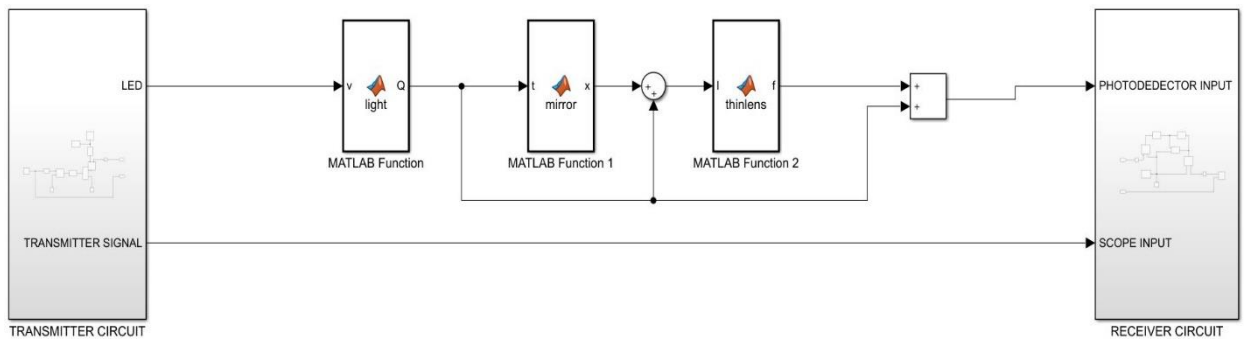 LED
TRANSMITTER SIGNAL
TRANSMITTER CIRCUIT
v Q
light
MATLAB Function
t x
mirror
MATLAB Function 1
+
+
l f
thinlens
MATLAB Function 2
+
+
PHOTODEDECTOR INPUT
SCOPE INPUT
RECEIVER CIRCUIT